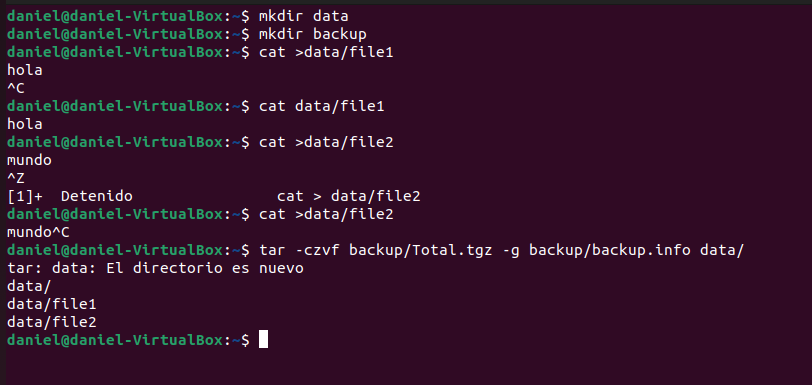 daniel@daniel-VirtualBox:~$ mkdir data
daniel@daniel-VirtualBox:~$ mkdir backup
daniel@daniel-VirtualBox:~$ cat >data/file1
hola
^C
daniel@daniel-VirtualBox:~$ cat data/file1
hola
daniel@daniel-VirtualBox:~$ cat >data/file2
mundo
^Z
[1]+  Detenido                cat > data/file2
daniel@daniel-VirtualBox:~$ cat >data/file2
mundo^C
daniel@daniel-VirtualBox:~$ tar -czvf backup/Total.tgz -g backup/backup.info data/
tar: data: El directorio es nuevo
data/
data/file1
data/file2
daniel@daniel-VirtualBox:~$